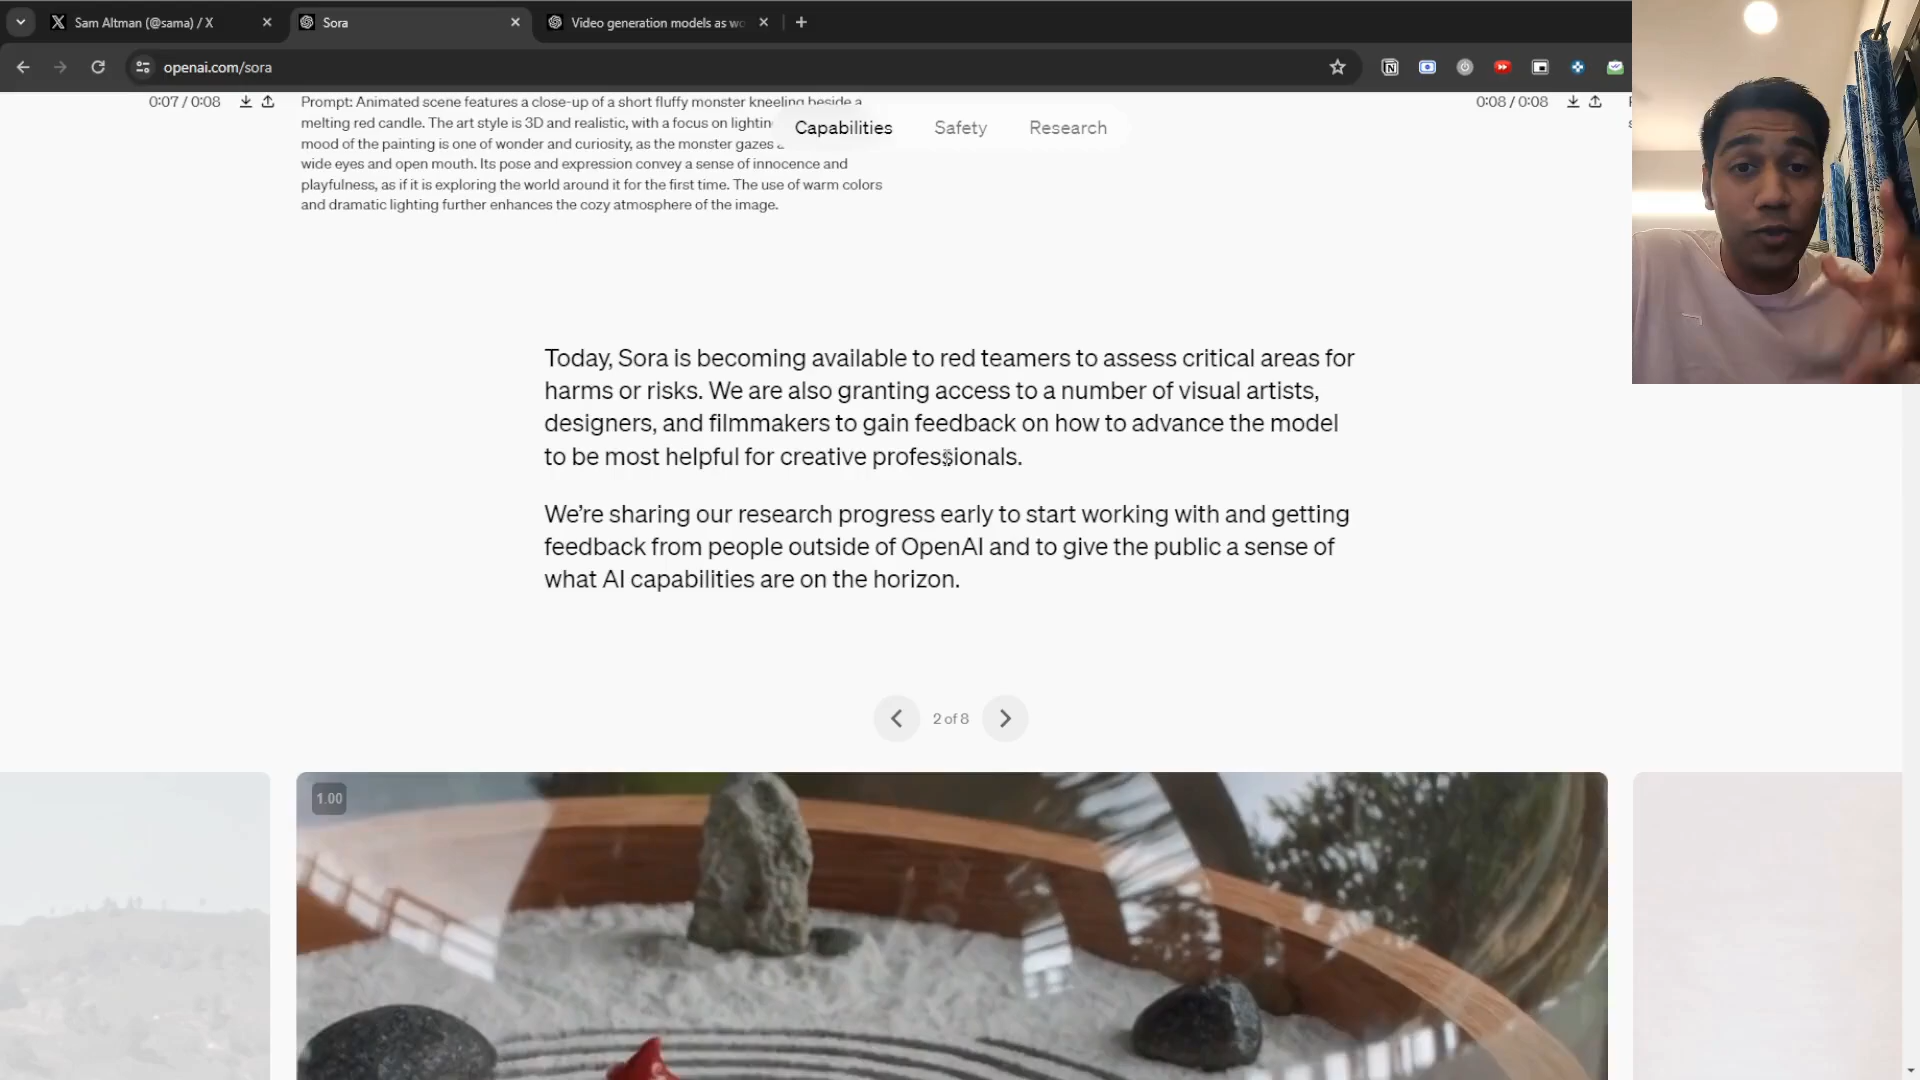 Sam Altman (@sama) / X
Sora
Video generation models as wo
openai.com/sora
0:07 / 0:08
Prompt: Animated scene features a close-up of a short fluffy monster kneeling beside a
melting red candle. The art style is 3D and realistic, with a focus on lightin
mood of the painting is one of wonder and curiosity, as the monster gazes a
wide eyes and open mouth. Its pose and expression convey a sense of innocence and
playfulness, as if it is exploring the world around it for the first time. The use of warm colors
and dramatic lighting further enhances the cozy atmosphere of the image.
Capabilities
Safety
Research
0:08 / 0:08
Today, Sora is becoming available to red teamers to assess critical areas for
harms or risks. We are also granting access to a number of visual artists,
designers, and filmmakers to gain feedback on how to advance the model
to be most helpful for creative professionals.
We’re sharing our research progress early to start working with and getting
feedback from people outside of OpenAI and to give the public a sense of
what AI capabilities are on the horizon.
2 of 8
1.00